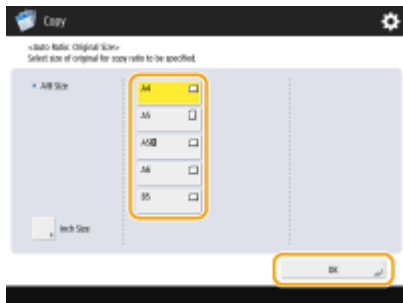 Copy
<Auto Ratio: Original Size>
Select size of original for copy ratio to be specified.
A/B Size
A4
A5
A5R
A6
B5
Inch Size
OK